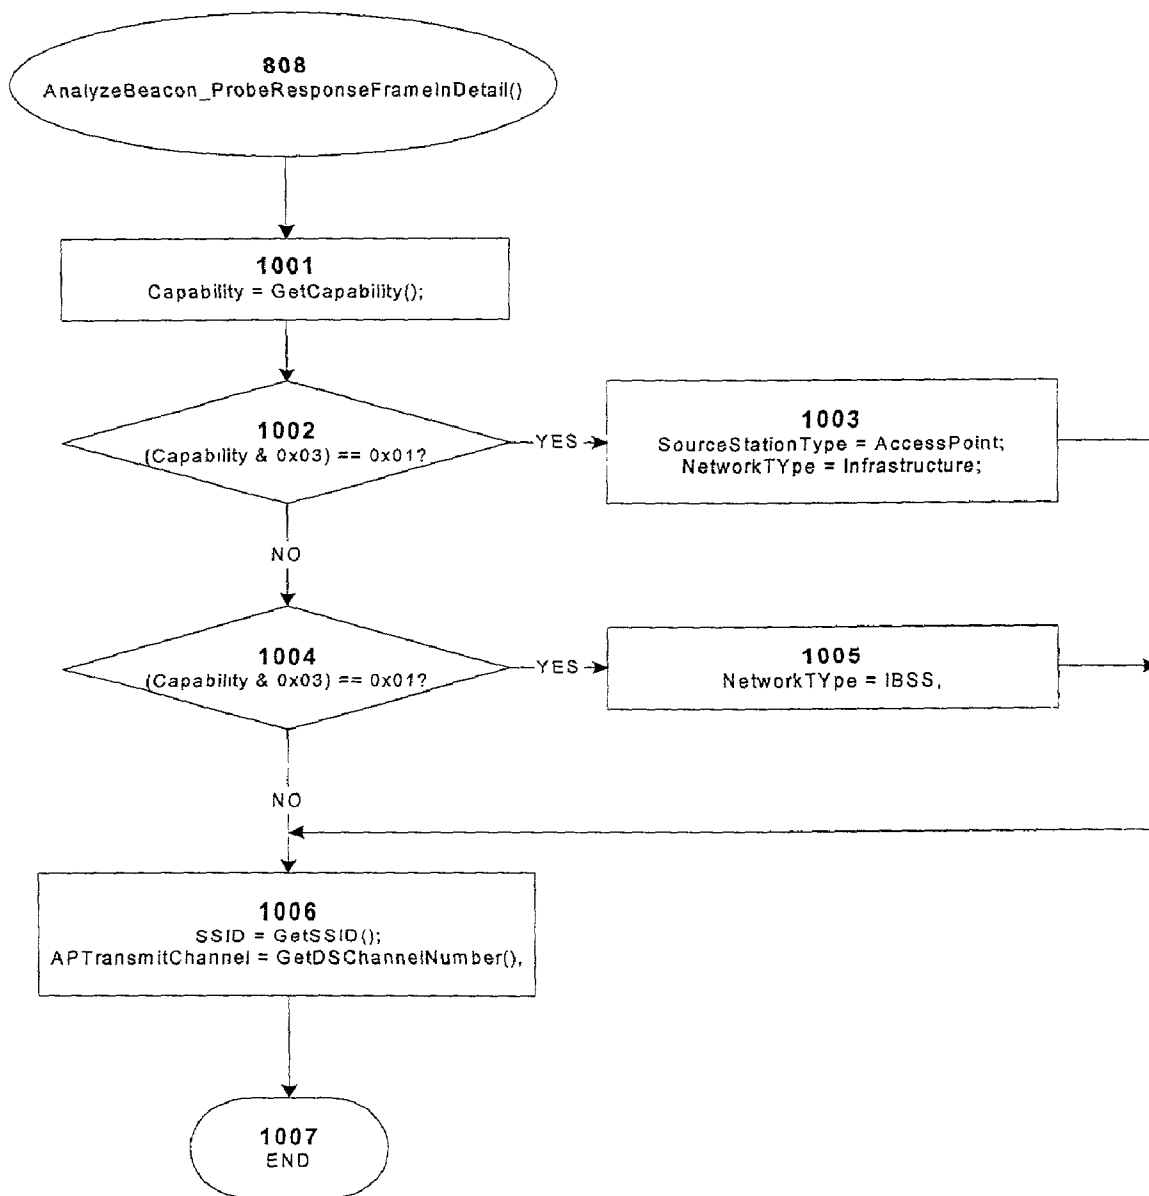 808
AnalyzeBeacon_ProbeResponseFrameInDetail()
1001
Capability = GetCapability();
1002
(Capability & 0x03) == 0x01?
YES
1003
SourceStationType = AccessPoint;
NetworkTYpe = Infrastructure;
NO
1004
(Capability & 0x03) == 0x01?
YES
1005
NetworkTYpe = IBSS,
NO
1006
SSID = GetSSID();
APTransmitChannel = GetDSChannelNumber(),
1007
END